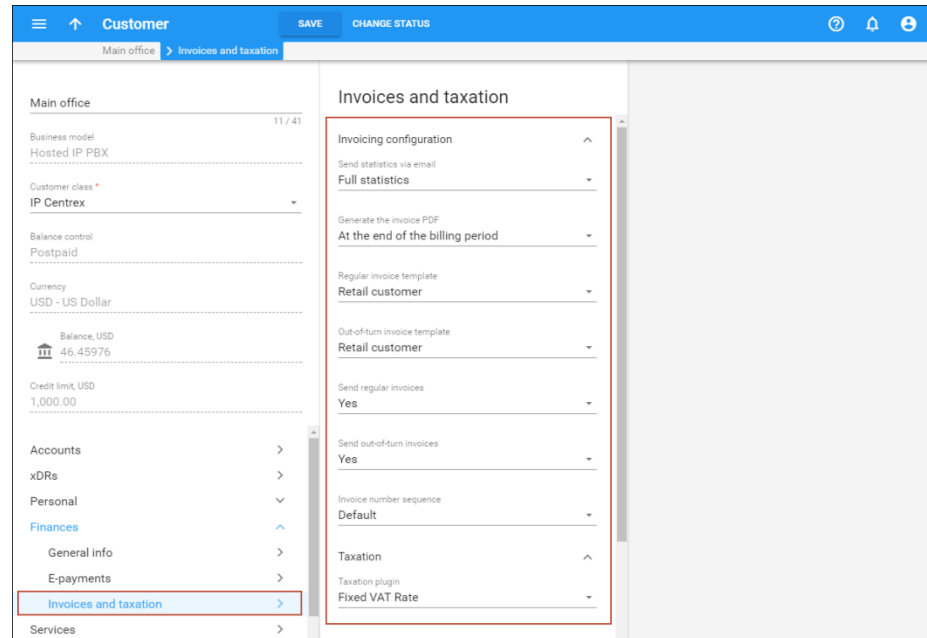 Customer
SAVE
CHANGE STATUS
Main office
Invoices and taxation
Main office
11 / 41
Business model
Hosted IP PBX
Customer class *
IP Centrex
Balance control
Postpaid
Currency
USD - US Dollar
Balance, USD
46.45976
Credit limit, USD
1,000.00
Accounts
xDRs
Personal
Finances
General info
E-payments
Invoices and taxation
Services
Invoices and taxation
Invoicing configuration
Send statistics via email
Full statistics
Generate the invoice PDF
At the end of the billing period
Regular invoice template
Retail customer
Out-of-turn invoice template
Retail customer
Send regular invoices
Yes
Send out-of-turn invoices
Yes
Invoice number sequence
Default
Taxation
Taxation plugin
Fixed VAT Rate